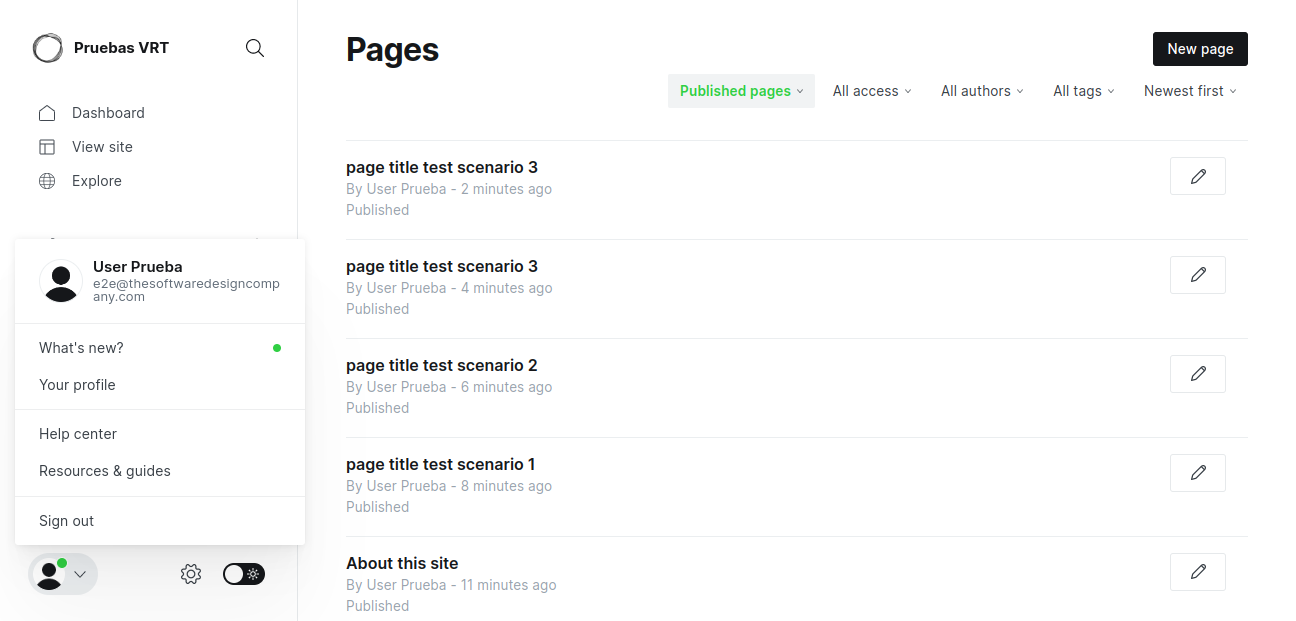 Pruebas VRT
Dashboard
View site
Explore
User Prueba
e2e@thesoftwaredesigncomp
any.com
What's new?
Your profile
Help center
Resources & guides
Sign out
Pages
New page
Published pages
All access
All authors
All tags
Newest first
page title test scenario 3
By User Prueba - 2 minutes ago
Published
page title test scenario 3
By User Prueba - 4 minutes ago
Published
page title test scenario 2
By User Prueba - 6 minutes ago
Published
page title test scenario 1
By User Prueba - 8 minutes ago
Published
About this site
By User Prueba - 11 minutes ago
Published